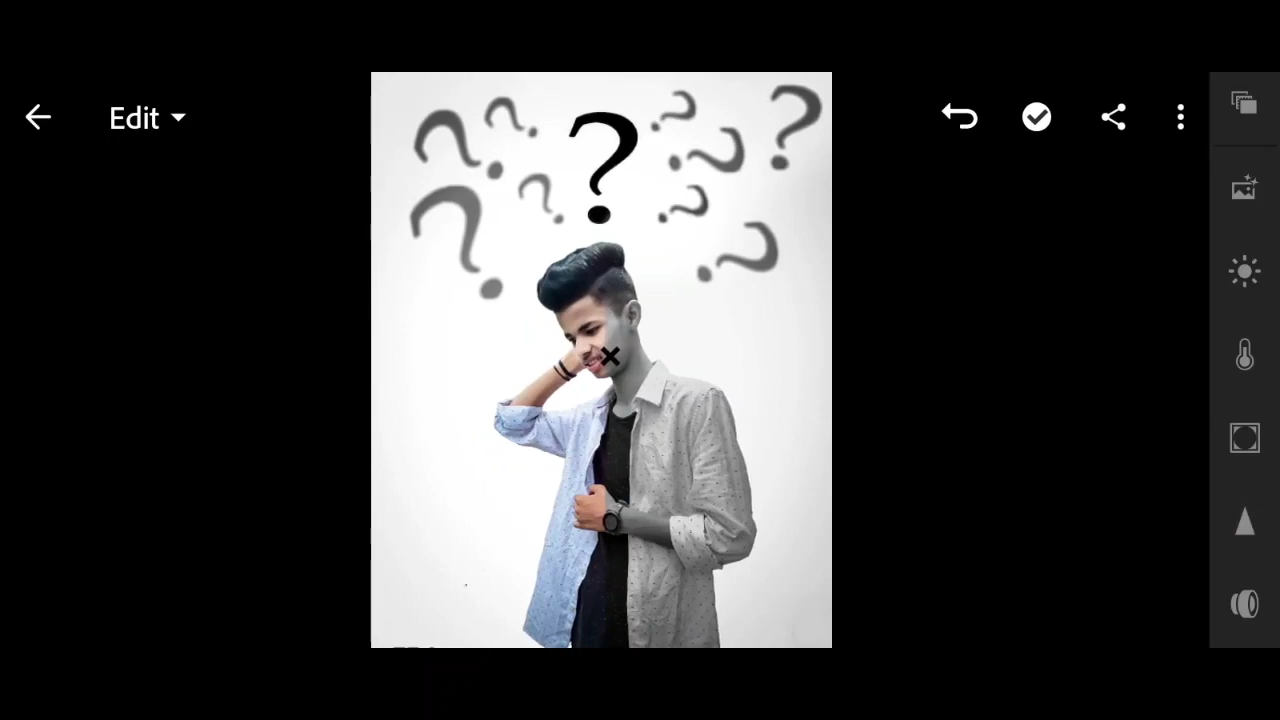 Edit
? ? ? ? ?
? ? ? ?
? ?